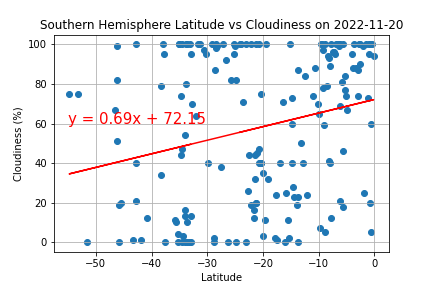 Southern Hemisphere Latitude vs Cloudiness on 2022-11-20
100
80
y = 0.69x + 72.15
60
40
20
0
Cloudiness (%)
−50 −40 −30 −20 −10 0
Latitude